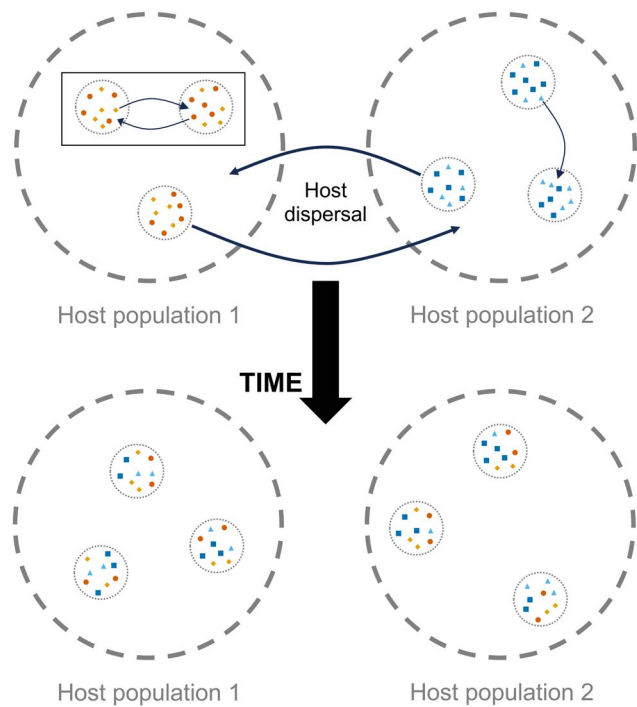 Host
dispersal
Host population 1
Host population 2
TIME
Host population 1
Host population 2